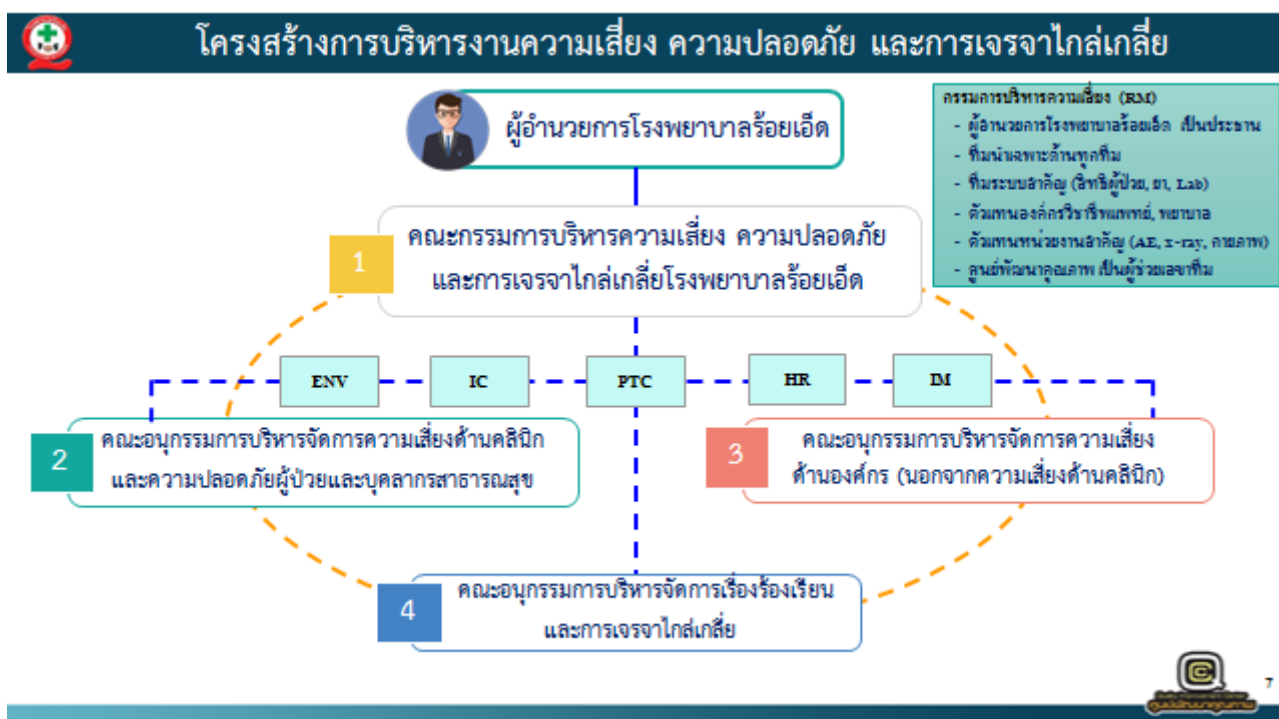 โครงสร้างการบริหารงานความเสี่ยง ความปลอดภัย และการเจรจาไกล่เกลี่ย
ผู้อำนวยการโรงพยาบาลร้อยเอ็ด
กรรมการบริหารความเสี่ยง (RM)
- ผู้อำนวยการโรงพยาบาลร้อยเอ็ด เป็นประธาน
- ทีมนำเฉพาะด้านทุกทีม
- ทีมระบบสำคัญ (สิทธิผู้ป่วย, ยา, Lab)
- ตัวแทนองค์กรวิชาชีพแพทย์, พยาบาล
- ตัวแทนหน่วยงานสำคัญ (AE, x-ray, กายภาพ)
- ศูนย์พัฒนาคุณภาพ เป็นผู้ช่วยเลขาทีม
1
คณะกรรมการบริหารความเสี่ยง ความปลอดภัย
และการเจรจาไกล่เกลี่ยโรงพยาบาลร้อยเอ็ด
ENV
IC
PTC
HR
IM
2
คณะอนุกรรมการบริหารจัดการความเสี่ยงด้านคลินิก
และความปลอดภัยผู้ป่วยและบุคลากรสาธารณสุข
3
คณะอนุกรรมการบริหารจัดการความเสี่ยง
ด้านองค์กร (นอกจากความเสี่ยงด้านคลินิก)
4
คณะอนุกรรมการบริหารจัดการเรื่องร้องเรียน
และการเจรจาไกล่เกลี่ย
ศูนย์พัฒนาคุณภาพ
7